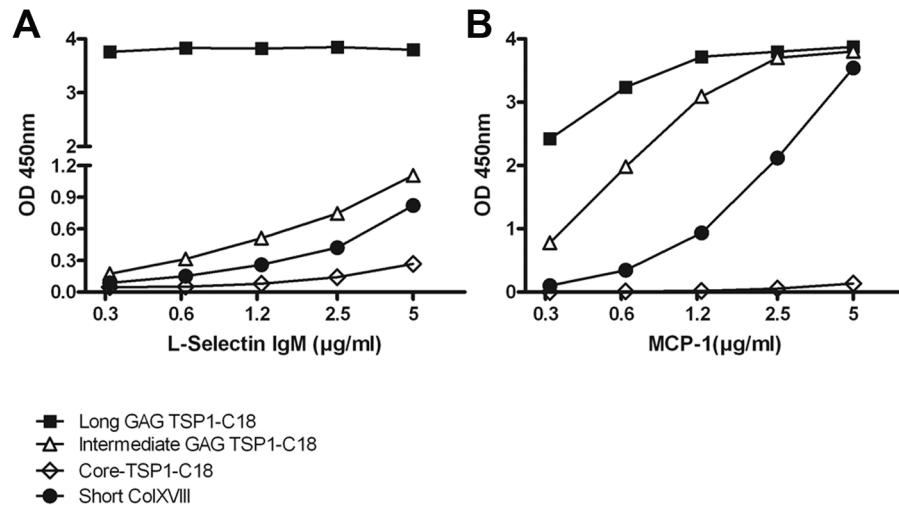 A
B
4
3
2
1.2
0.9
0.6
0.3
0.0
OD 450nm
0.3 0.6 1.2 2.5 5
L-Selectin IgM (µg/ml)
4
3
2
1
0
OD 450nm
0.3 0.6 1.2 2.5 5
MCP-1(µg/ml)
Long GAG TSP1-C18
Intermediate GAG TSP1-C18
Core-TSP1-C18
Short ColXVIII